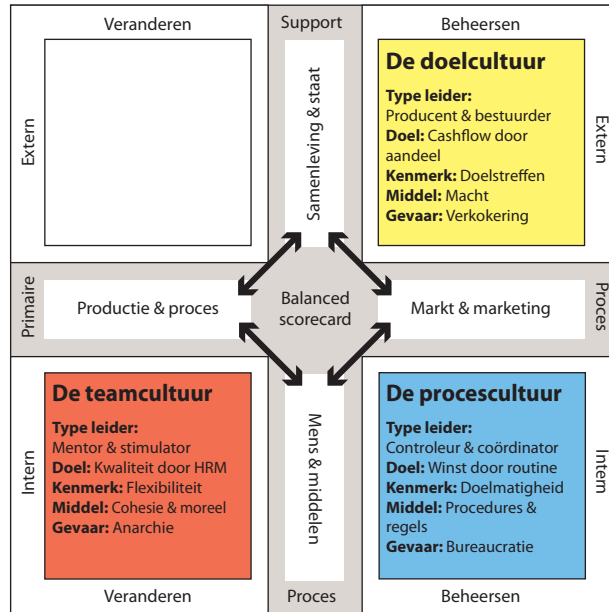 Veranderen
Support
Beheersen
Extern
Samenleving & staat
De doelcultuur
Type leider:
Producent & bestuurder
Doel: Cashflow door
aandeel
Kenmerk: Doelstreffen
Middel: Macht
Gevaar: Verkokering
Extern
Primaire
Productie & proces
Balanced
scorecard
Markt & marketing
Proces
Intern
De teamcultuur
Type leider:
Mentor & stimulator
Doel: Kwaliteit door HRM
Kenmerk: Flexibiliteit
Middel: Cohesie & moreel
Gevaar: Anarchie
Mens & middelen
De procescultuur
Type leider:
Controleur & coördinator
Doel: Winst door routine
Kenmerk: Doelmatigheid
Middel: Procedures &
regels
Gevaar: Bureaucratie
Intern
Veranderen
Proces
Beheersen